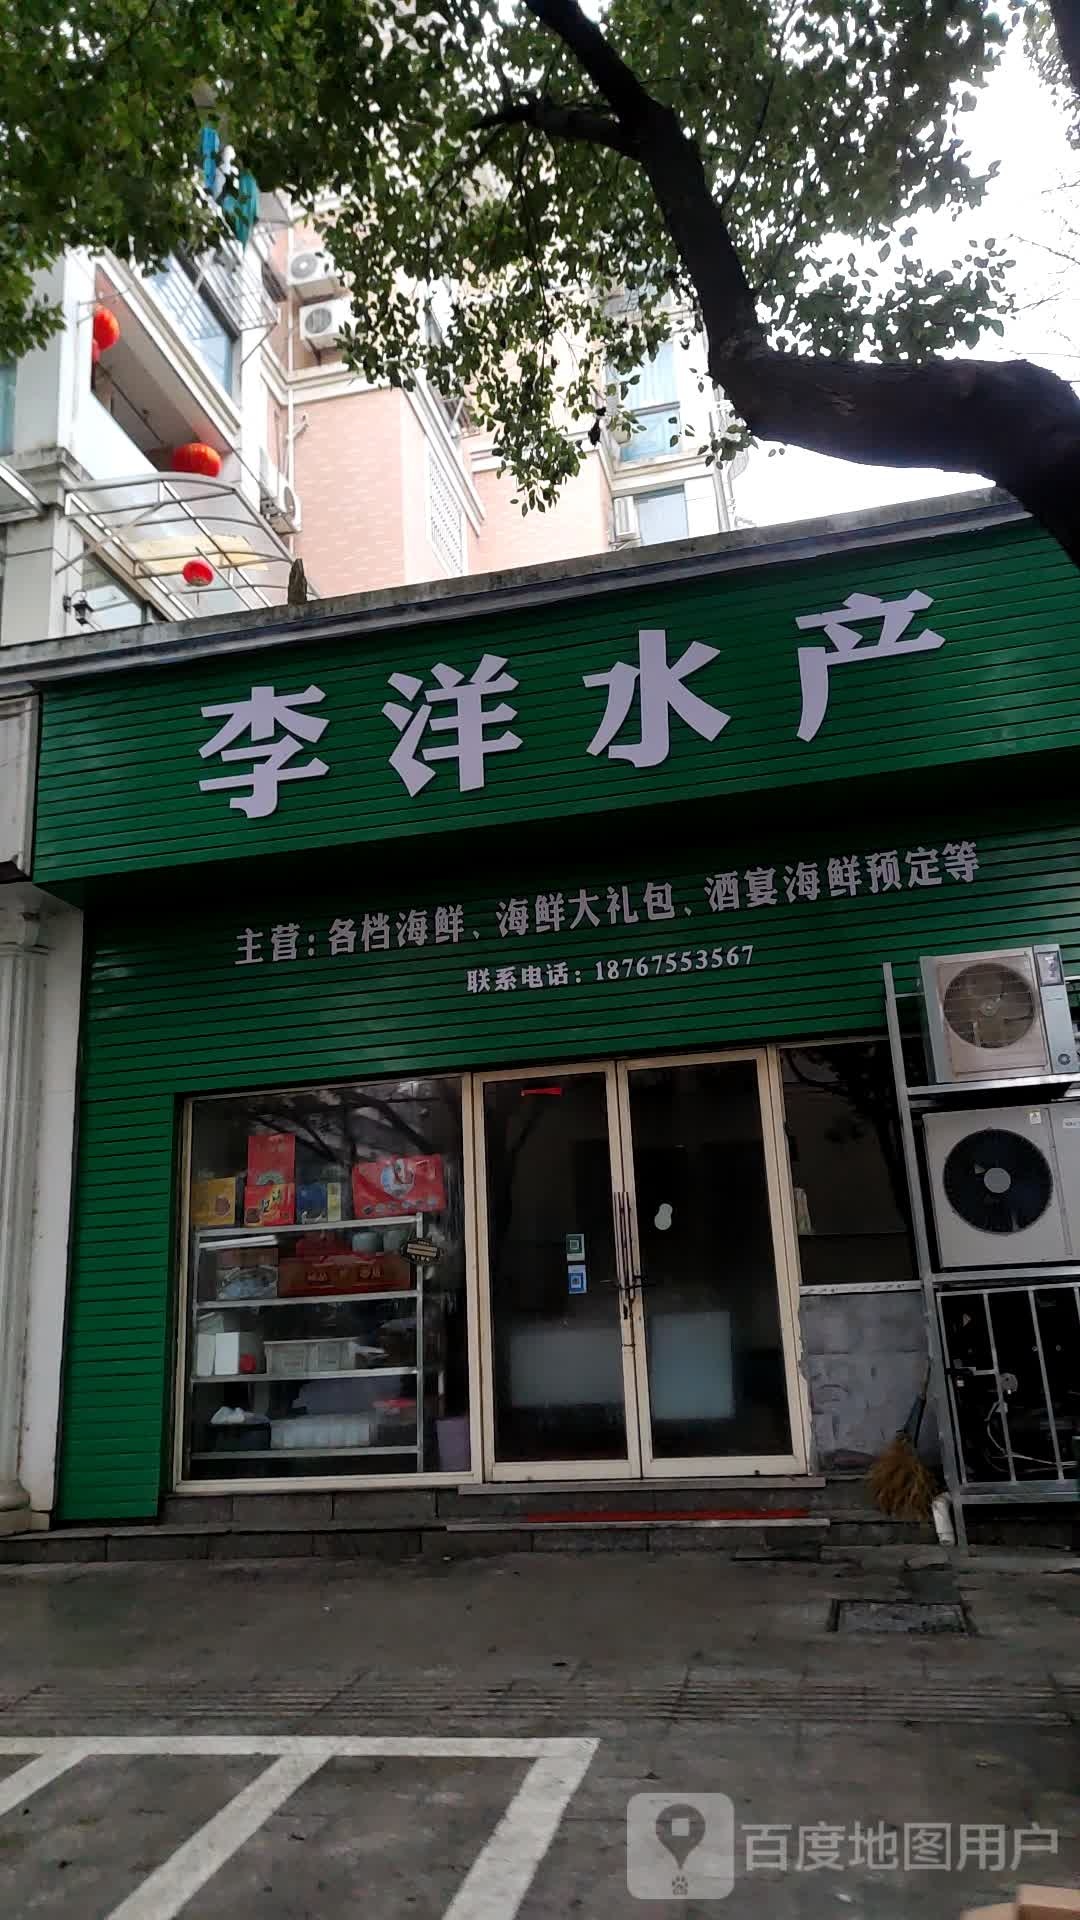 李洋水产
主营：各档海鲜、海鲜大礼包、酒宴海鲜预定等
联系电话：18767553567
百度地图用户